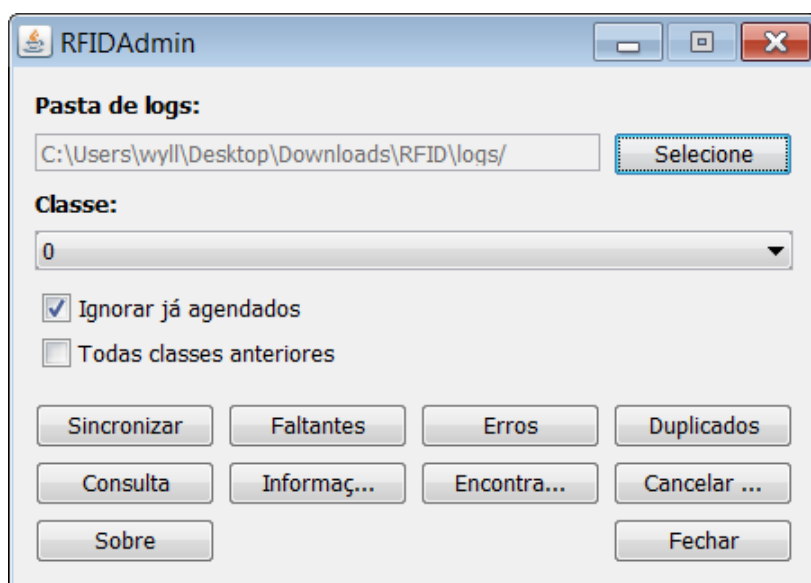 RFIDAdmin
Pasta de logs:
C:\Users\wyll\Desktop\Downloads\RFID\logs/ Selecione
Classe:
0
Ignorar já agendados
Todas classes anteriores
Sincronizar Faltantes Erros Duplicados
Consulta Informaç... Encontra... Cancelar ...
Sobre Fechar